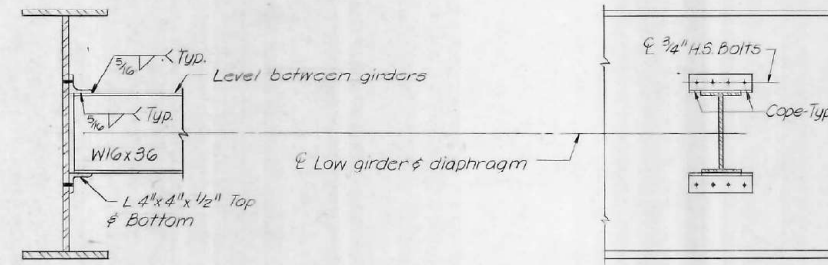 5/16 Typ.
Level between girders
5/16 Typ.
W16x36
℄ Low girder & diaphragm
L 4"x4"x1/2" Top
& Bottom
℄ 3/4" H.S. Bolts
Cope-Typ